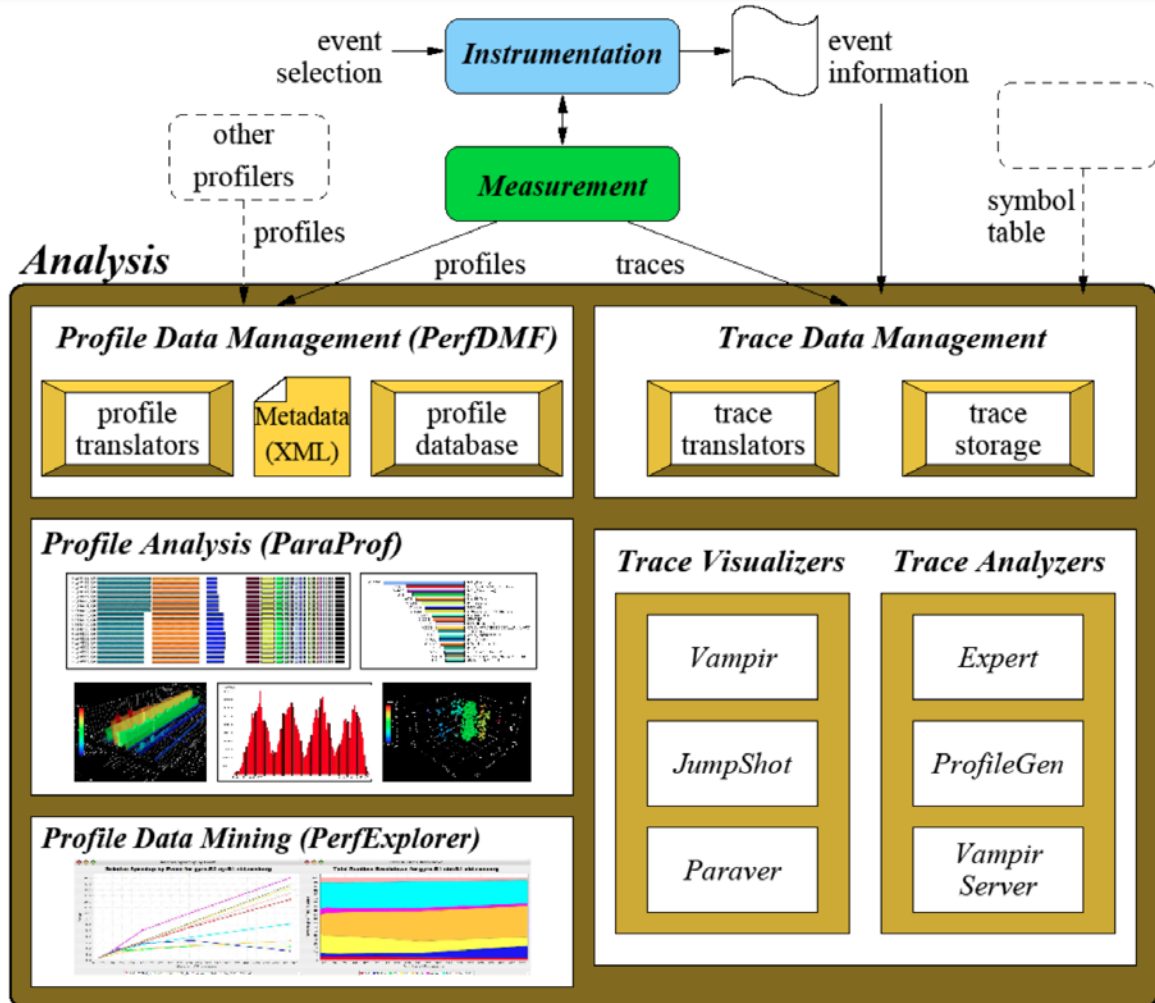 event
selection
Instrumentation
event
information
other
profilers
Measurement
symbol
table
profiles
profiles
traces
Analysis
Profile Data Management (PerfDMF)
profile
translators
Metadata
(XML)
profile
database
Trace Data Management
trace
translators
trace
storage
Profile Analysis (ParaProf)
Trace Visualizers
Vampir
JumpShot
Paraver
Trace Analyzers
Expert
ProfileGen
Vampir
Server
Profile Data Mining (PerfExplorer)